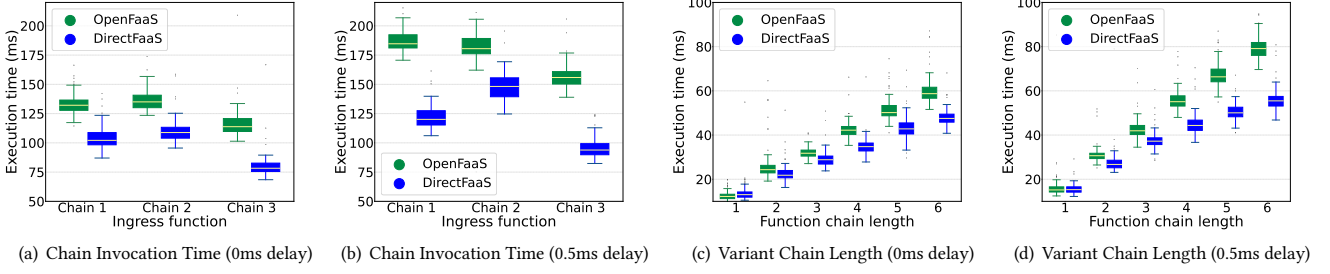 Execution time (ms)
200
175
150
125
100
75
50
OpenFaaS
DirectFaaS
Chain 1 Chain 2 Chain 3
Ingress function
(a) Chain Invocation Time (0ms delay)
Execution time (ms)
200
175
150
125
100
75
50
OpenFaaS
DirectFaaS
Chain 1 Chain 2 Chain 3
Ingress function
(b) Chain Invocation Time (0.5ms delay)
Execution time (ms)
100
80
60
40
20
OpenFaaS
DirectFaaS
1 2 3 4 5 6
Function chain length
(c) Variant Chain Length (0ms delay)
Execution time (ms)
100
80
60
40
20
OpenFaaS
DirectFaaS
1 2 3 4 5 6
Function chain length
(d) Variant Chain Length (0.5ms delay)